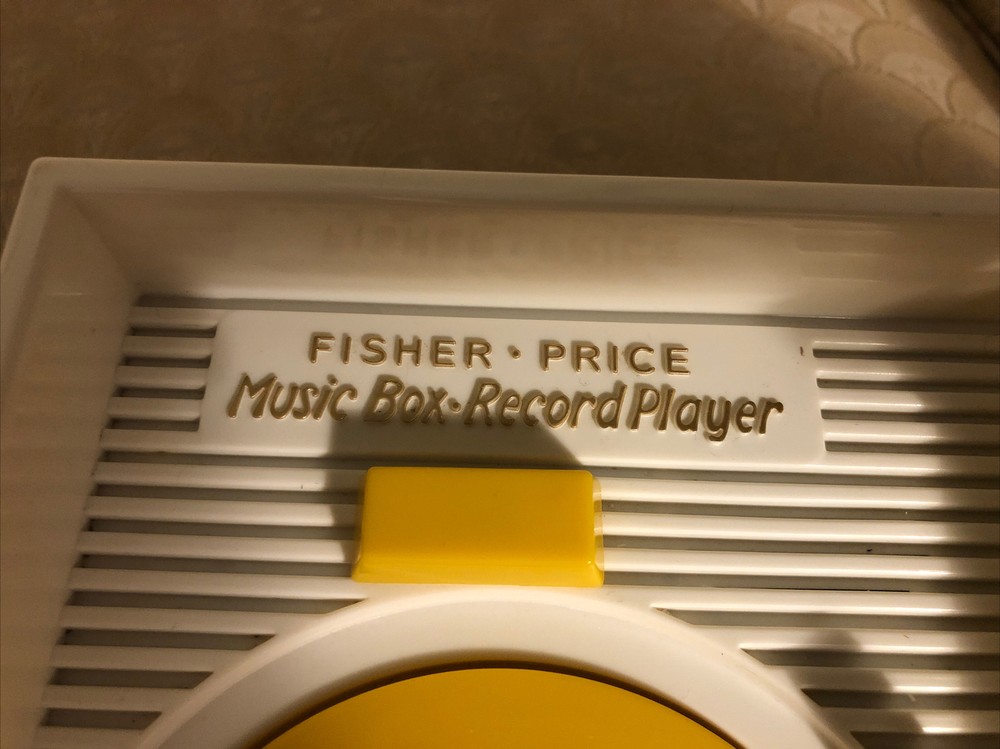 FISHER · PRICE
Music Box · Record Player